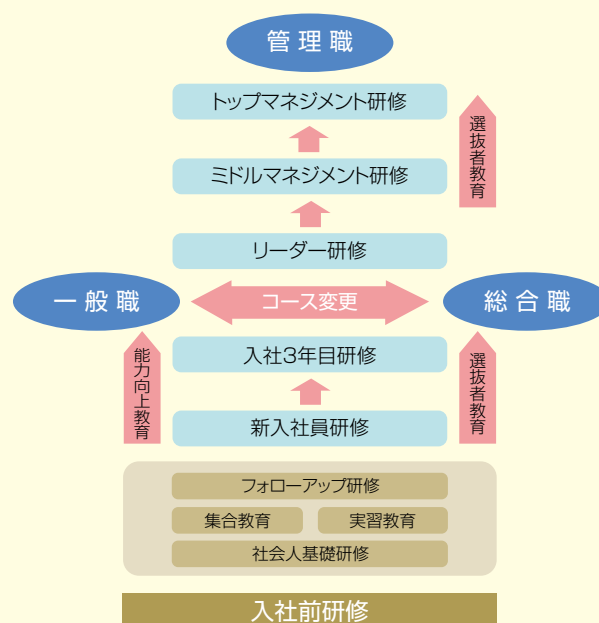 管理職
トップマネジメント研修
選抜者教育
ミドルマネジメント研修
リーダー研修
一般職
コース変更
総合職
能力向上教育
入社3年目研修
選抜者教育
新入社員研修
フォローアップ研修
集合教育
実習教育
社会人基礎研修
入社前研修